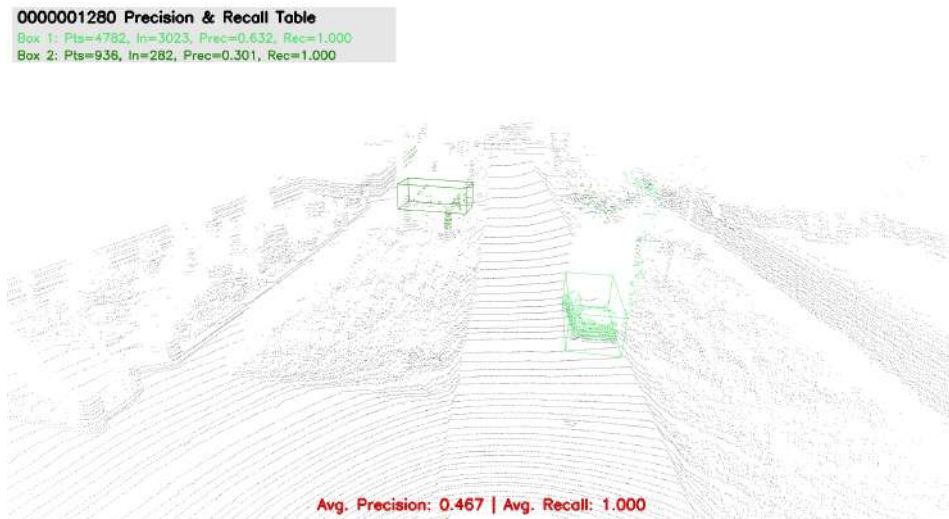 0000001280 Precision & Recall Table
Box 1: Pts=4782, In=3023, Prec=0.632, Rec=1.000
Box 2: Pts=936, In=282, Prec=0.301, Rec=1.000
Avg. Precision: 0.467 | Avg. Recall: 1.000